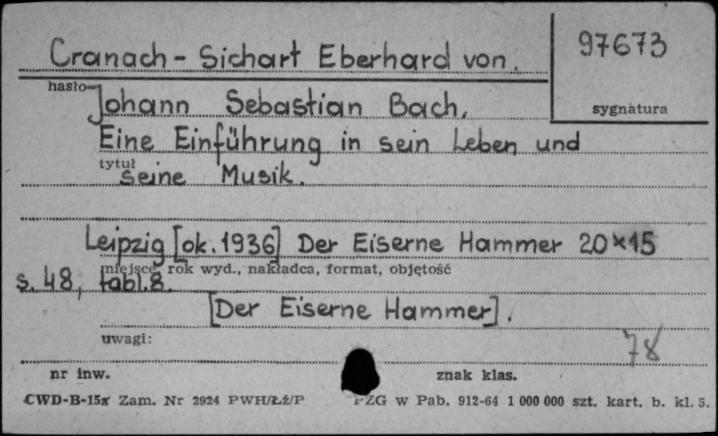 Cranach - Sichart Eberhard von.
97673
hasło
sygnatura
Johann Sebastian Bach.
Eine Einführung in sein Leben und
tytuł
seine Musik.
Leipzig [ok. 1936] Der Eiserne Hammer 20×15
miejsce, rok wyd., nakładca, format, objętość
s. 48, tabl. 8.
[Der Eiserne Hammer].
uwagi:
78
nr inw.
znak klas.
CWD-B-15a Zam. Nr 2924 PWH/Łż/P PZG w Pab. 912-64 1 000 000 szt. kart. b. kl. 5.